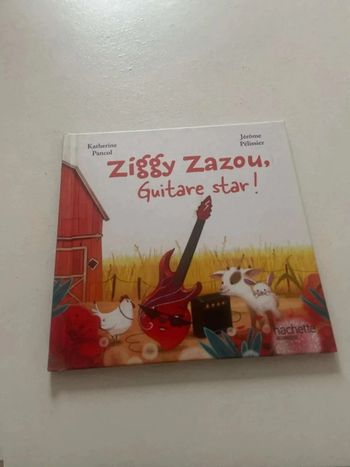 Katherine
Pancol
Jérôme
Pélissier
Ziggy Zazou,
Guitare star !
hachette